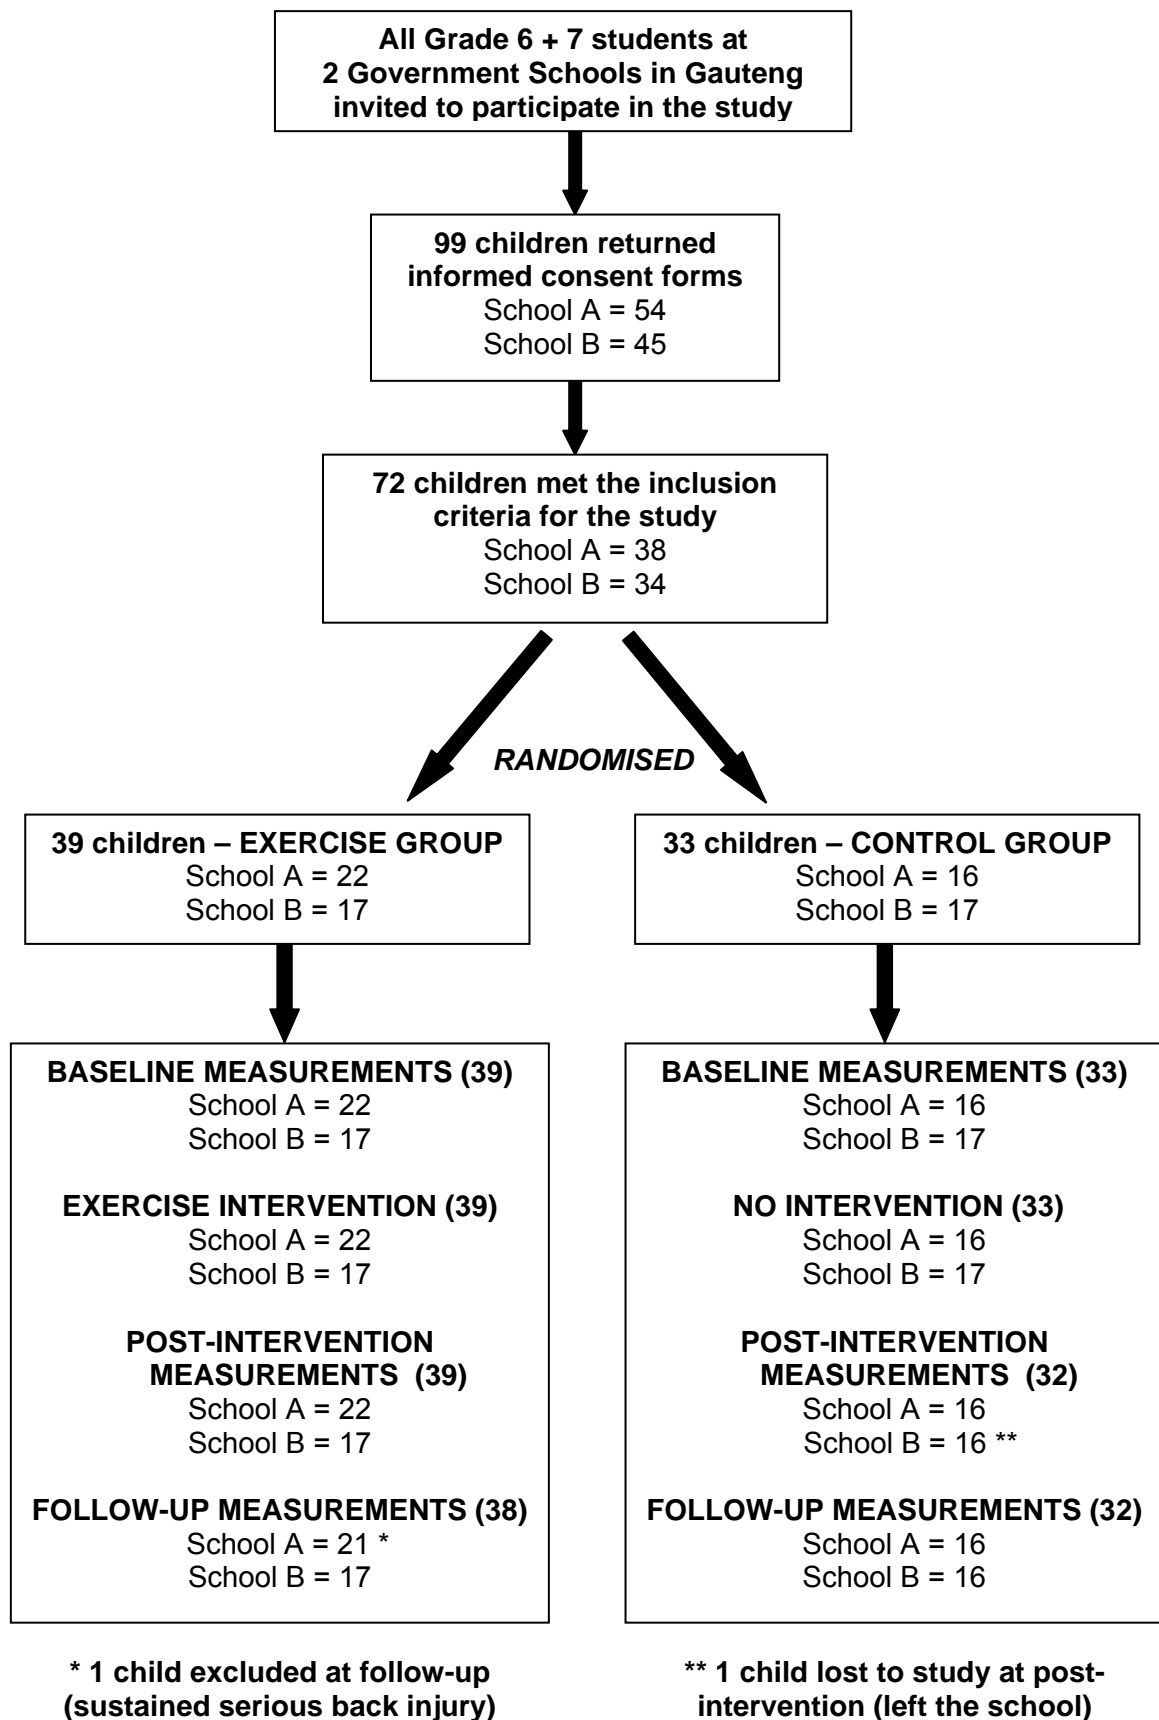 All Grade 6 + 7 students at
2 Government Schools in Gauteng
invited to participate in the study
99 children returned
informed consent forms
School A = 54
School B = 45
72 children met the inclusion
criteria for the study
School A = 38
School B = 34
RANDOMISED
39 children – EXERCISE GROUP
School A = 22
School B = 17
33 children – CONTROL GROUP
School A = 16
School B = 17
BASELINE MEASUREMENTS (39)
School A = 22
School B = 17
EXERCISE INTERVENTION (39)
School A = 22
School B = 17
POST-INTERVENTION
MEASUREMENTS (39)
School A = 22
School B = 17
FOLLOW-UP MEASUREMENTS (38)
School A = 21 *
School B = 17
BASELINE MEASUREMENTS (33)
School A = 16
School B = 17
NO INTERVENTION (33)
School A = 16
School B = 17
POST-INTERVENTION
MEASUREMENTS (32)
School A = 16
School B = 16 **
FOLLOW-UP MEASUREMENTS (32)
School A = 16
School B = 16
* 1 child excluded at follow-up
(sustained serious back injury)
** 1 child lost to study at post-
intervention (left the school)